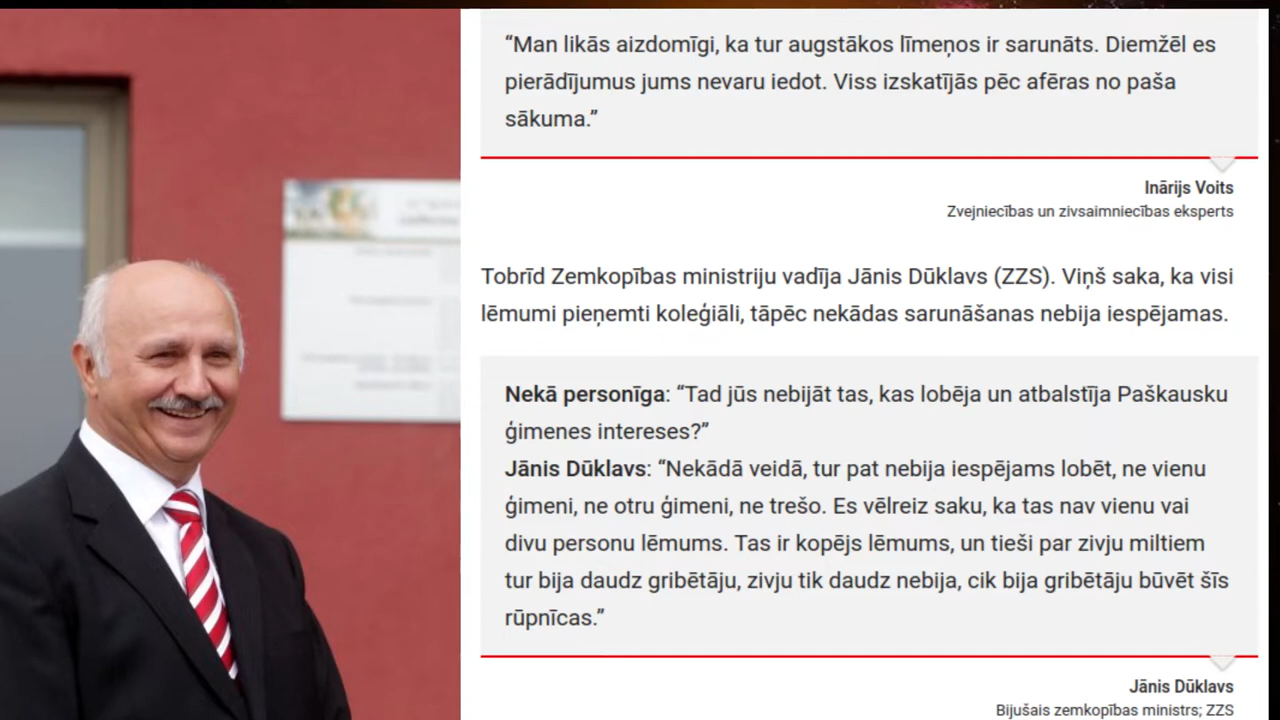 “Man likās aizdomīgi, ka tur augstākos līmeņos ir sarunāts. Diemžēl es
pierādījumus jums nevaru iedot. Viss izskatījās pēc afēras no paša
sākuma.”
Inārijs Voits
Zvejniecības un zivsaimniecības eksperts
Tobrīd Zemkopības ministriju vadīja Jānis Dūklavs (ZZS). Viņš saka, ka visi
lēmumi pieņemti koleģiāli, tāpēc nekādas sarunāšanas nebija iespējamas.
Nekā personīga: “Tad jūs nebijāt tas, kas lobēja un atbalstīja Paškausku
ģimenes intereses?”
Jānis Dūklavs: “Nekādā veidā, tur pat nebija iespējams lobēt, ne vienu
ģimeni, ne otru ģimeni, ne trešo. Es vēlreiz saku, ka tas nav vienu vai
divu personu lēmums. Tas ir kopējs lēmums, un tieši par zivju miltiem
tur bija daudz gribētāju, zivju tik daudz nebija, cik bija gribētāju būvēt šīs
rūpnīcas.”
Jānis Dūklavs
Bijušais zemkopības ministrs; ZZS